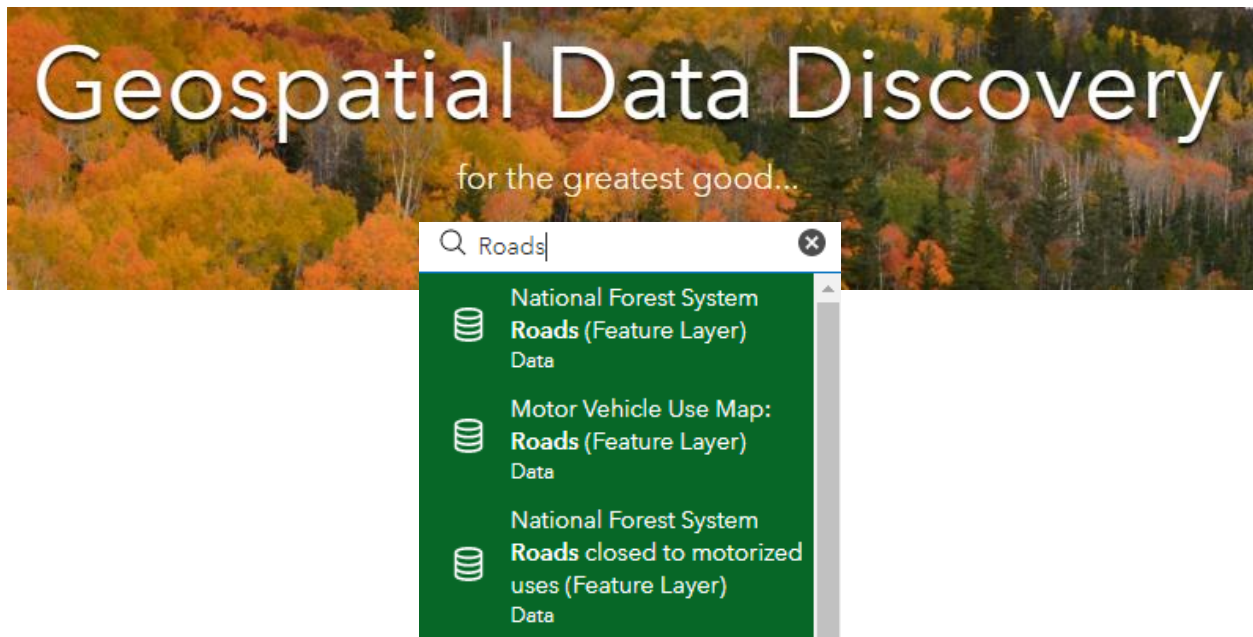 Geospatial Data Discovery
for the greatest good...
Roads
National Forest System
Roads (Feature Layer)
Data
Motor Vehicle Use Map:
Roads (Feature Layer)
Data
National Forest System
Roads closed to motorized
uses (Feature Layer)
Data